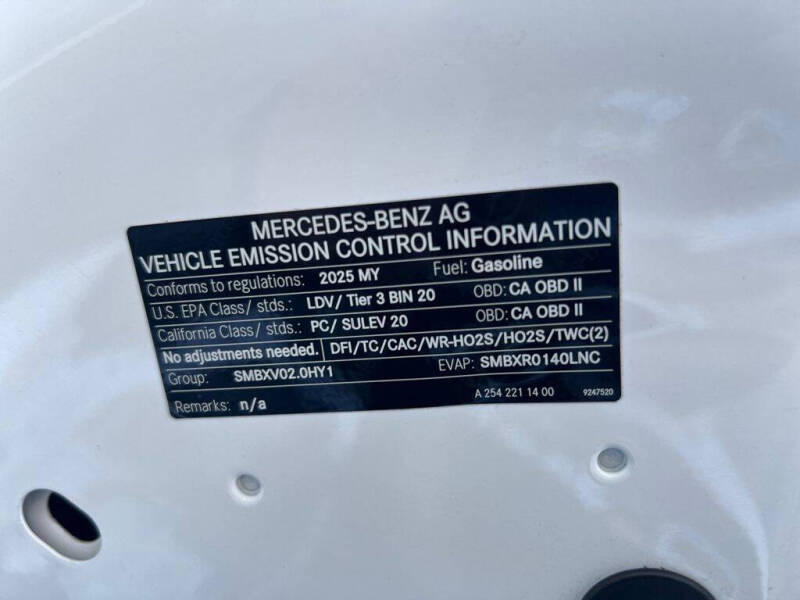 MERCEDES-BENZ AG
VEHICLE EMISSION CONTROL INFORMATION
Conforms to regulations: 2025 MY Fuel: Gasoline
U.S. EPA Class/ stds.: LDV/ Tier 3 BIN 20 OBD: CA OBD II
California Class/ stds.: PC/ SULEV 20 OBD: CA OBD II
No adjustments needed. DFI/TC/CAC/WR-HO2S/HO2S/TWC(2)
Group: SMBXV02.0HY1 EVAP: SMBXR0140LNC
Remarks: n/a A 254 221 14 00 9247520